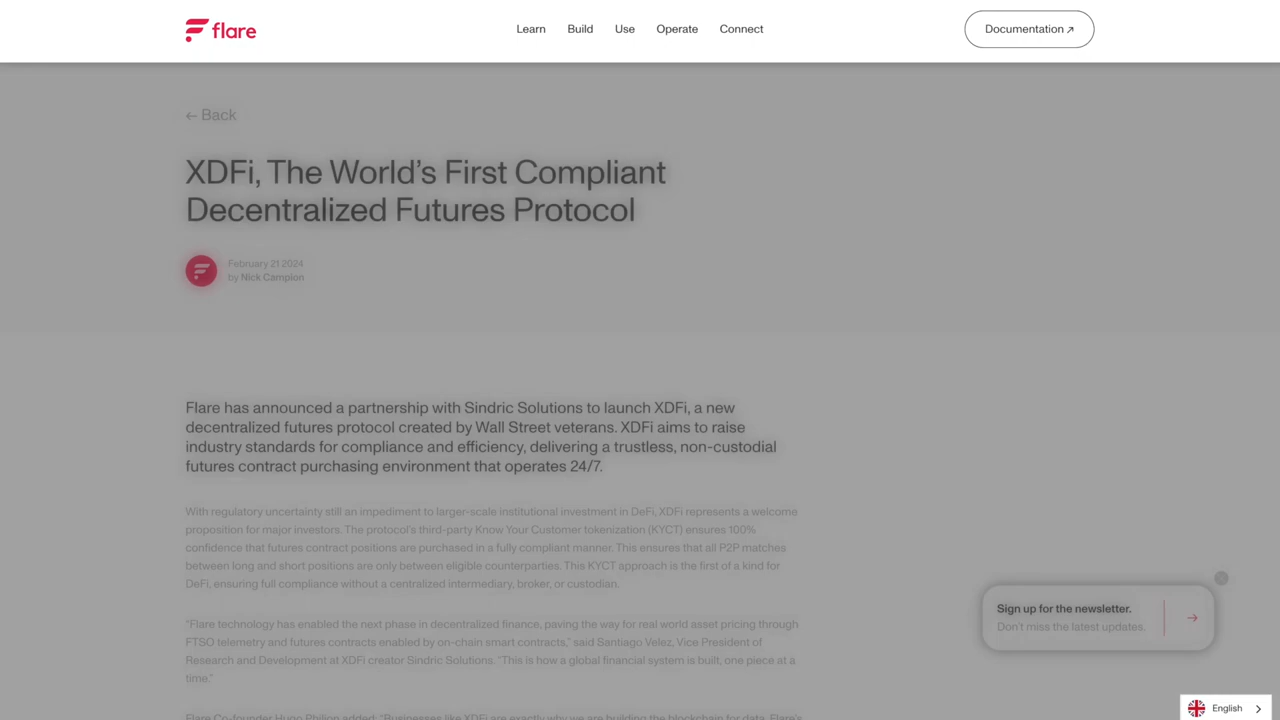 flare
Learn Build Use Operate Connect
Documentation ↗
← Back
XDFi, The World’s First Compliant
Decentralized Futures Protocol
February 21 2024
by Nick Campion
Flare has announced a partnership with Sindric Solutions to launch XDFi, a new
decentralized futures protocol created by Wall Street veterans. XDFi aims to raise
industry standards for compliance and efficiency, delivering a trustless, non-custodial
futures contract purchasing environment that operates 24/7.
With regulatory uncertainty still an impediment to larger-scale institutional investment in DeFi, XDFi represents a welcome
proposition for major investors. The protocol’s third-party Know Your Customer tokenization (KYCT) ensures 100%
confidence that futures contract positions are purchased in a fully compliant manner. This ensures that all P2P matches
between long and short positions are only between eligible counterparties. This KYCT approach is the first of a kind for
DeFi, ensuring full compliance without a centralized intermediary, broker, or custodian.
“Flare technology has enabled the next phase in decentralized finance, paving the way for real world asset pricing through
FTSO telemetry and futures contracts enabled by on-chain smart contracts,” said Santiago Velez, Vice President of
Research and Development at XDFi creator Sindric Solutions. “This is how a global financial system is built, one piece at a
time.”
Flare Co-founder Hugo Philion added: “Businesses like XDFi are exactly why we are building the blockchain for data. Flare’s
Sign up for the newsletter.
Don’t miss the latest updates.
English